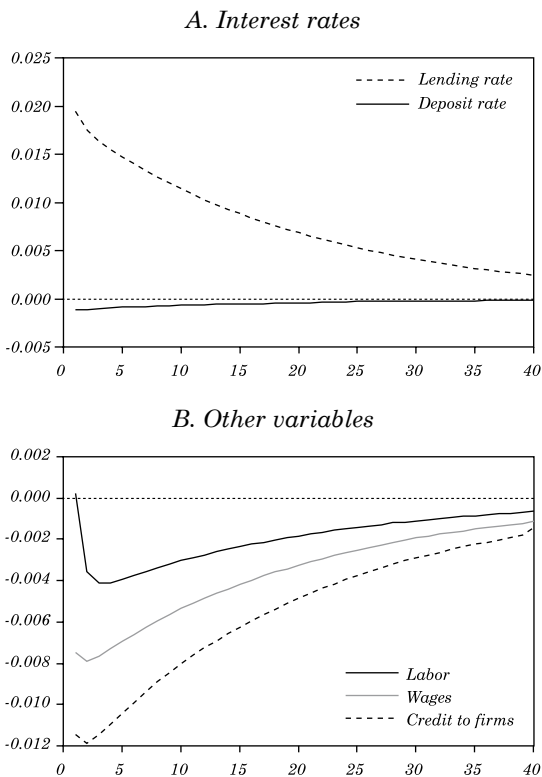 A. Interest rates
0.025
Lending rate
0.020
Deposit rate
0.015
0.010
0.005
0.000
-0.005
0 5 10 15 20 25 30 35 40
B. Other variables
0.002
0.000
-0.002
-0.004
-0.006
-0.008
Labor
Wages
-0.010
Credit to firms
-0.012
0 5 10 15 20 25 30 35 40